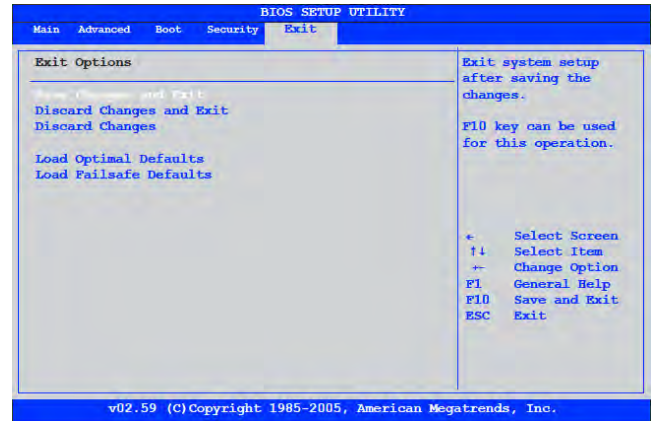 BIOS SETUP UTILITY
Main Advanced Boot Security Exit
Exit Options
Save Changes and Exit
Discard Changes and Exit
Discard Changes
Load Optimal Defaults
Load Failsafe Defaults
Exit system setup
after saving the
changes.
F10 key can be used
for this operation.
← Select Screen
↑↓ Select Item
+- Change Option
F1 General Help
F10 Save and Exit
ESC Exit
v02.59 (C)Copyright 1985-2005, American Megatrends, Inc.